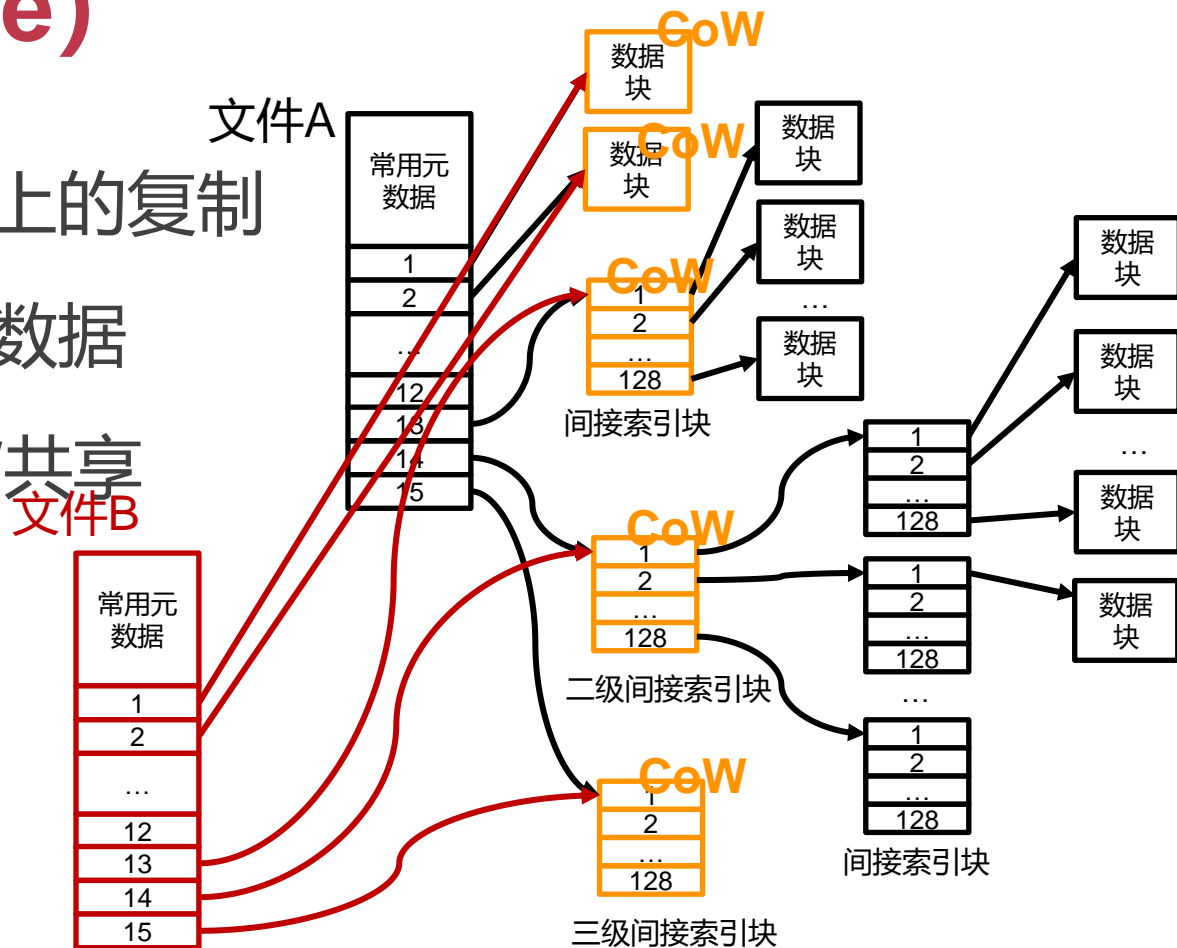 e)
上的复制
数据
共享
文件A
常用元
数据
1
2
…
12
13
14
15
文件B
常用元
数据
1
2
…
12
13
14
15
CoW
数据
块
CoW
数据
块
CoW
1
2
…
128
间接索引块
数据
块
数据
块
…
数据
块
CoW
1
2
…
128
二级间接索引块
CoW
1
2
…
128
三级间接索引块
1
2
…
128
1
2
…
128
…
1
2
…
128
间接索引块
数据
块
数据
块
…
数据
块
数据
块